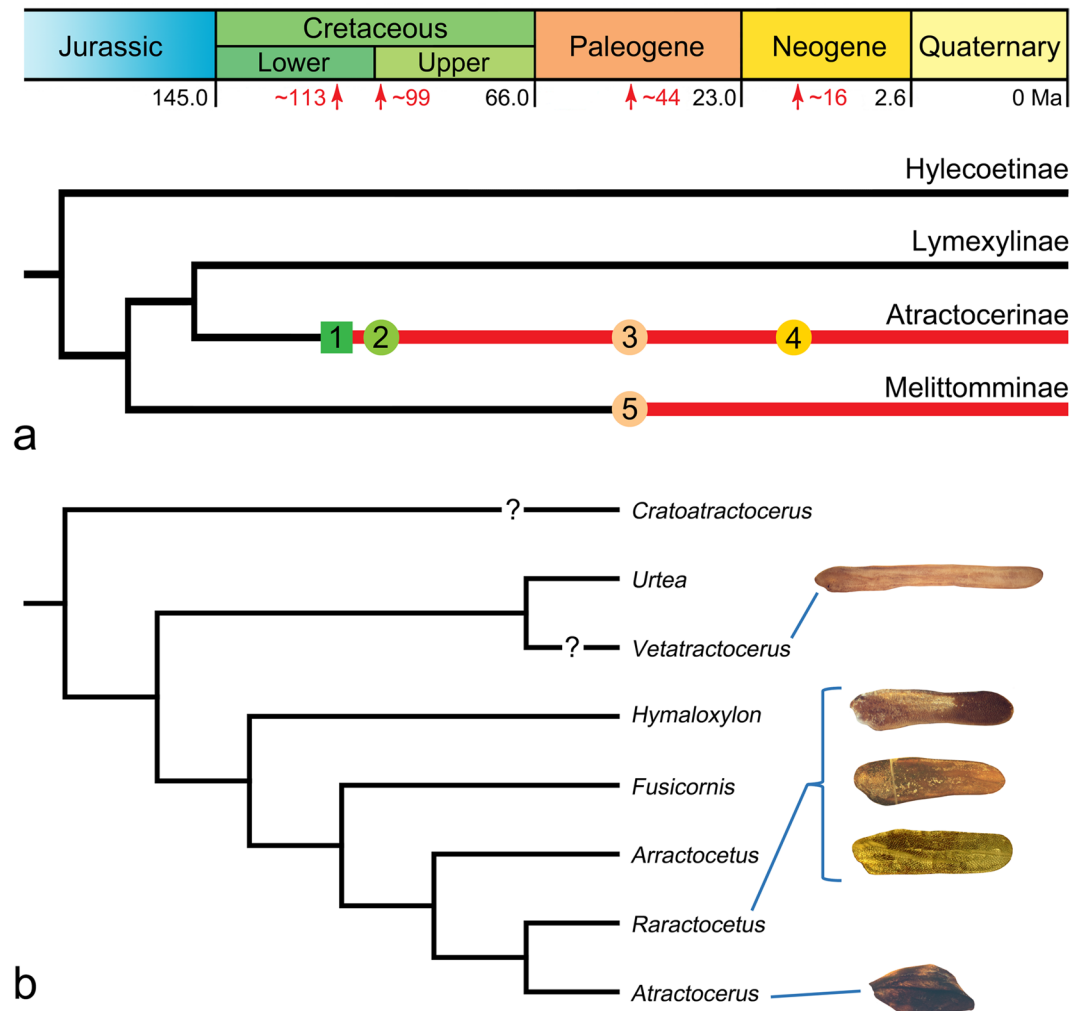 Jurassic
Cretaceous
Paleogene
Neogene
Quaternary
Lower
Upper
145.0
~113
~99
66.0
~44
23.0
~16
2.6
0 Ma
Hylecoetinae
Lymexylinae
Atractocerinae
1
2
3
4
Melittomminae
5
a
? Cratoatractocerus
Urtea
? Vetatractocerus
Hymaloxylon
Fusicornis
Arractocetus
Raractocetus
b
Atractocerus